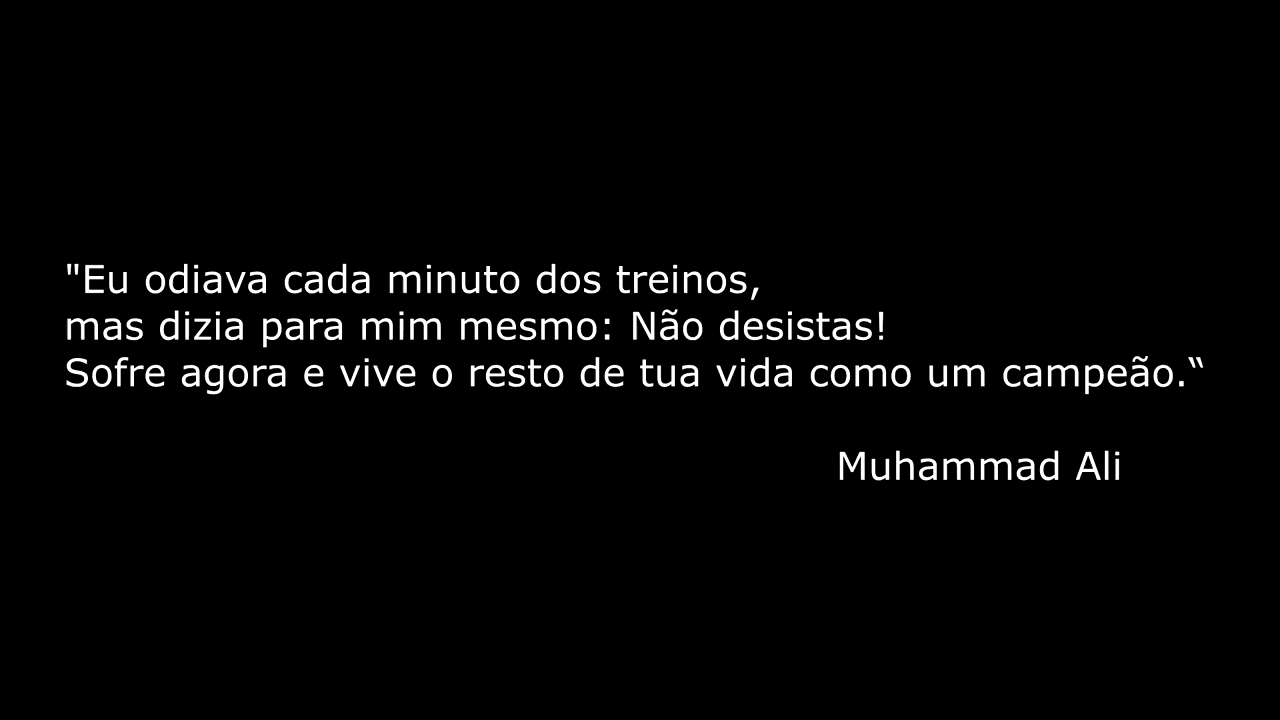 "Eu odiava cada minuto dos treinos,
mas dizia para mim mesmo: Não desistas!
Sofre agora e vive o resto de tua vida como um campeão.“
Muhammad Ali